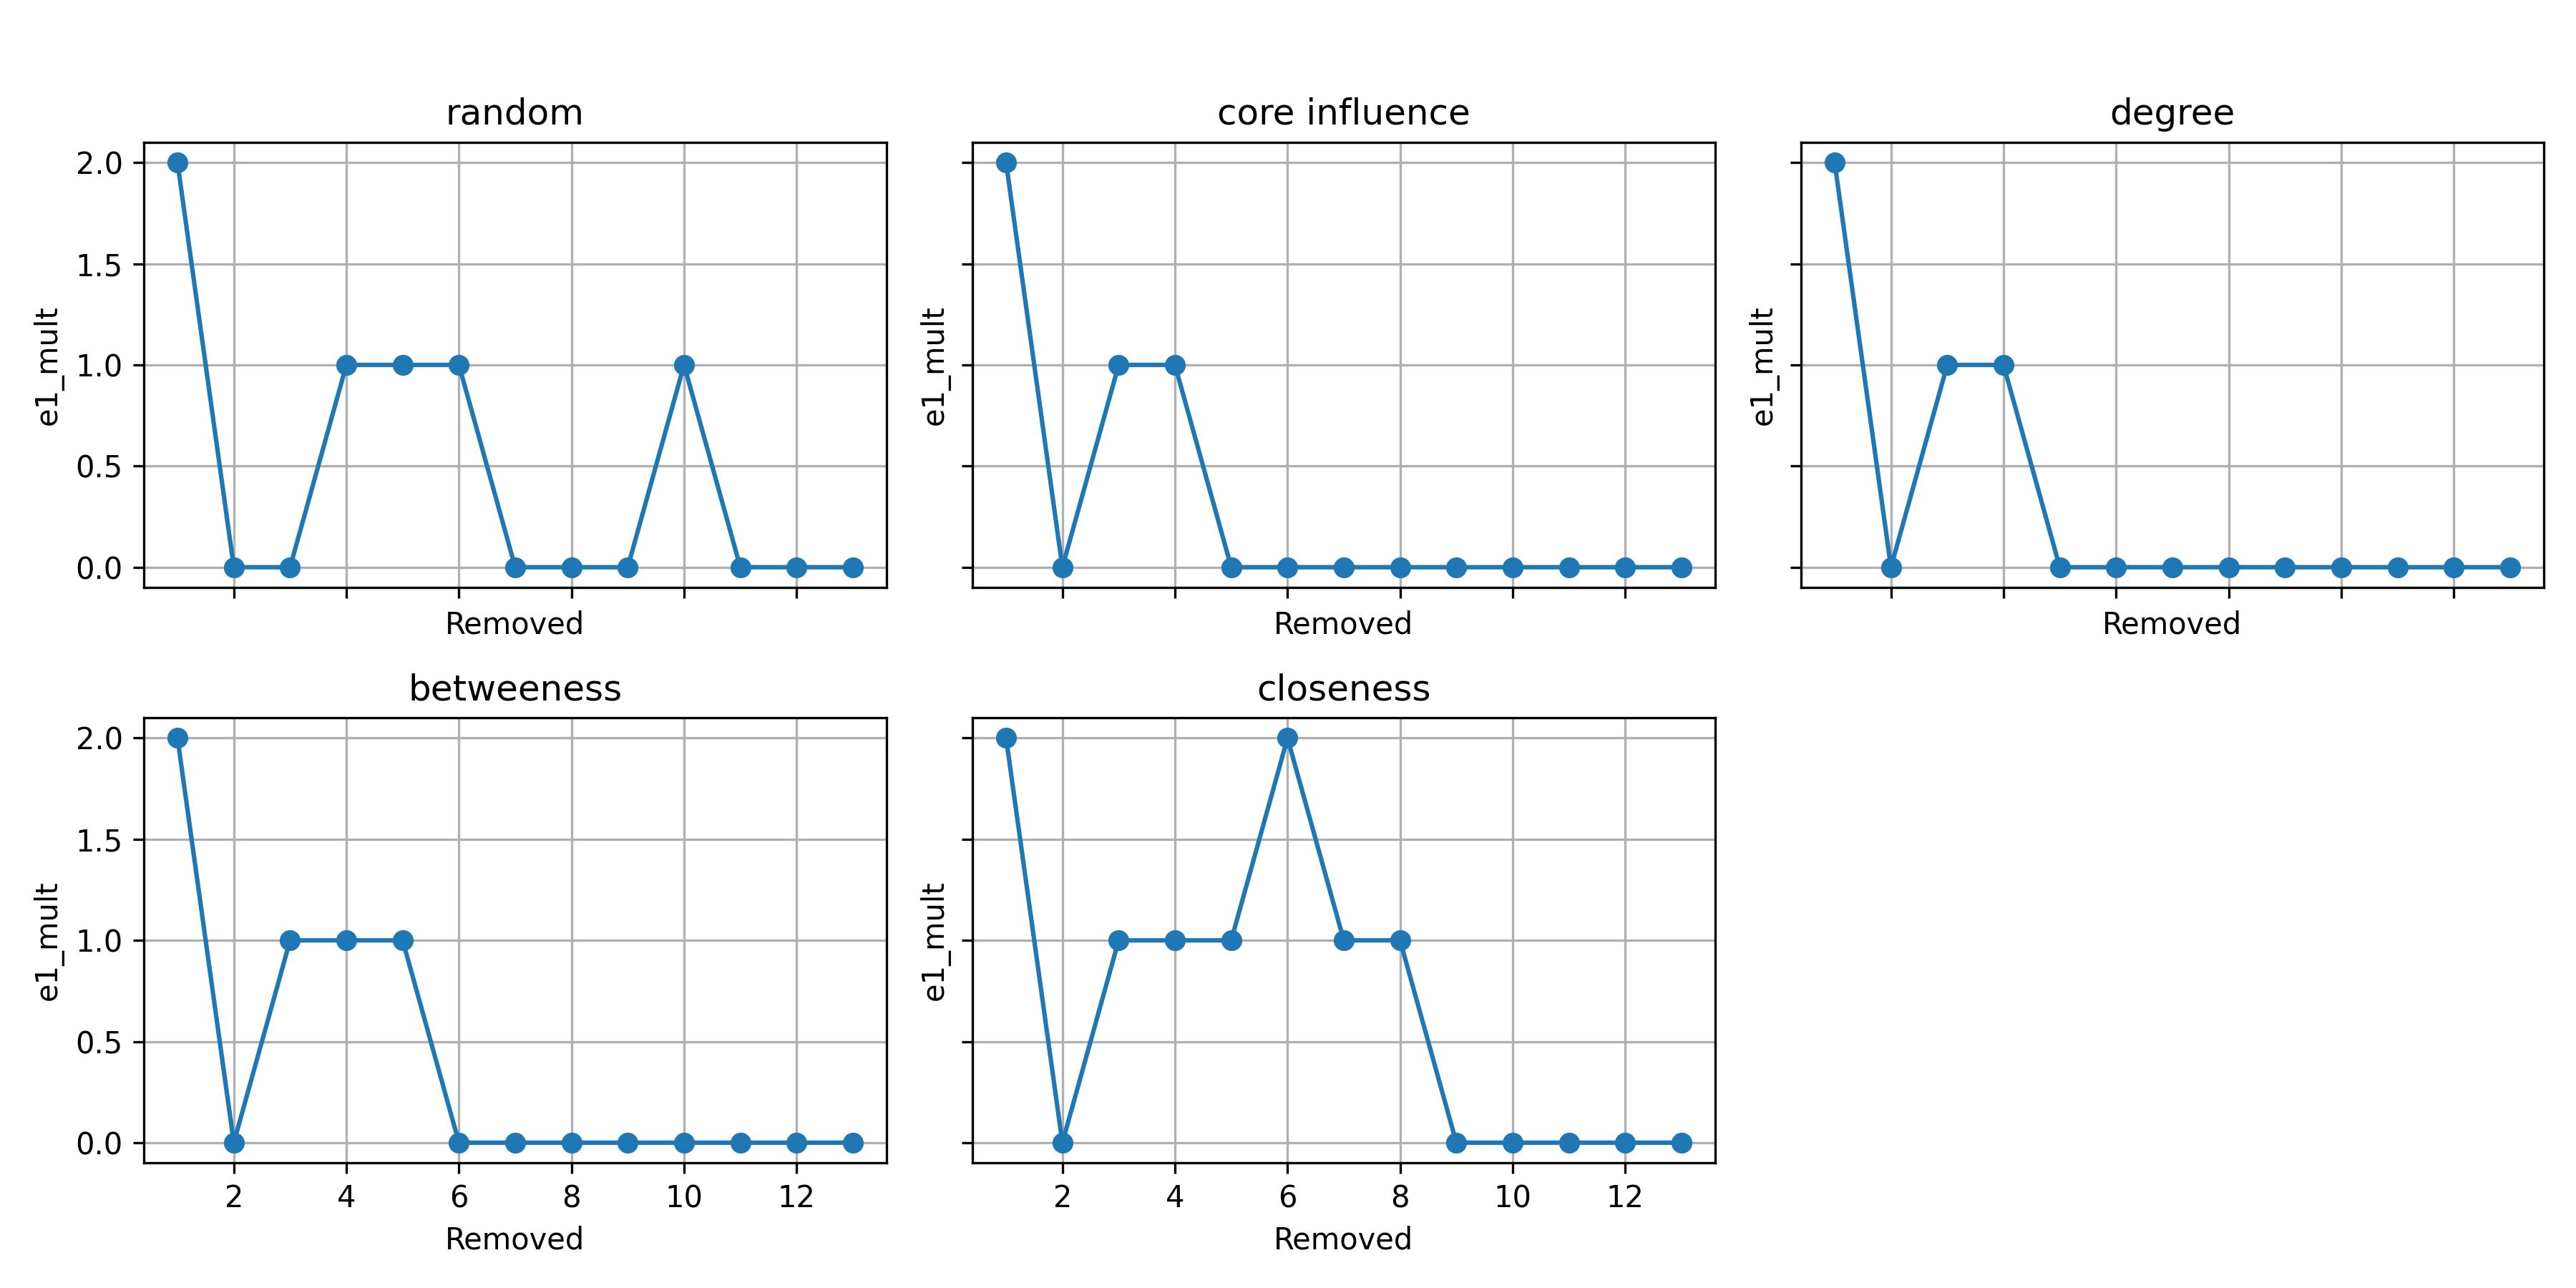 random
2.0
1.5
1.0
0.5
0.0
e1_mult
Removed
core influence
e1_mult
Removed
degree
e1_mult
Removed
betweeness
2.0
1.5
1.0
0.5
0.0
e1_mult
2 4 6 8 10 12
Removed
closeness
e1_mult
2 4 6 8 10 12
Removed